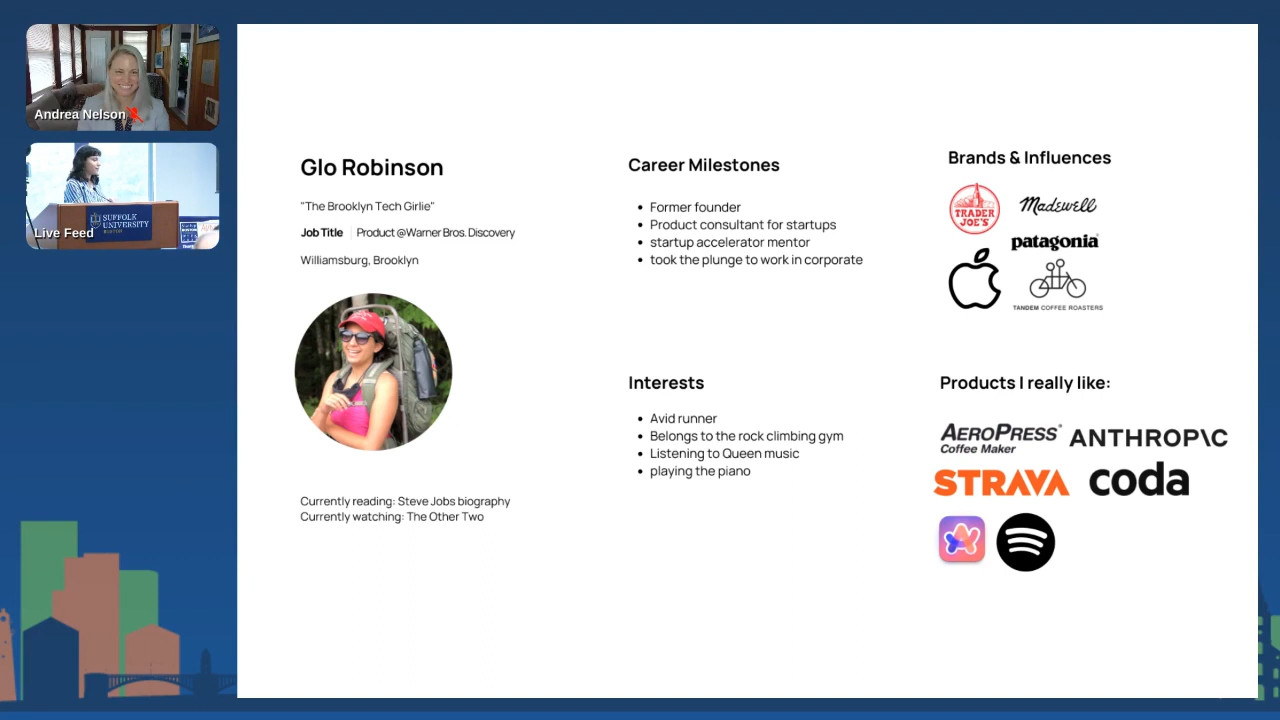 Andrea Nelson
SUFFOLK
UNIVERSITY
BOSTON
Live Feed
Glo Robinson
"The Brooklyn Tech Girlie"
Job Title | Product @Warner Bros. Discovery
Williamsburg, Brooklyn
Currently reading: Steve Jobs biography
Currently watching: The Other Two
Career Milestones
• Former founder
• Product consultant for startups
• startup accelerator mentor
• took the plunge to work in corporate
Interests
• Avid runner
• Belongs to the rock climbing gym
• Listening to Queen music
• playing the piano
Brands & Influences
TRADER
JOE'S
Madewell
patagonia®
TANDEM COFFEE ROASTERS
Products I really like:
AEROPRESS®
Coffee Maker
ANTHROP\C
STRAVA
coda